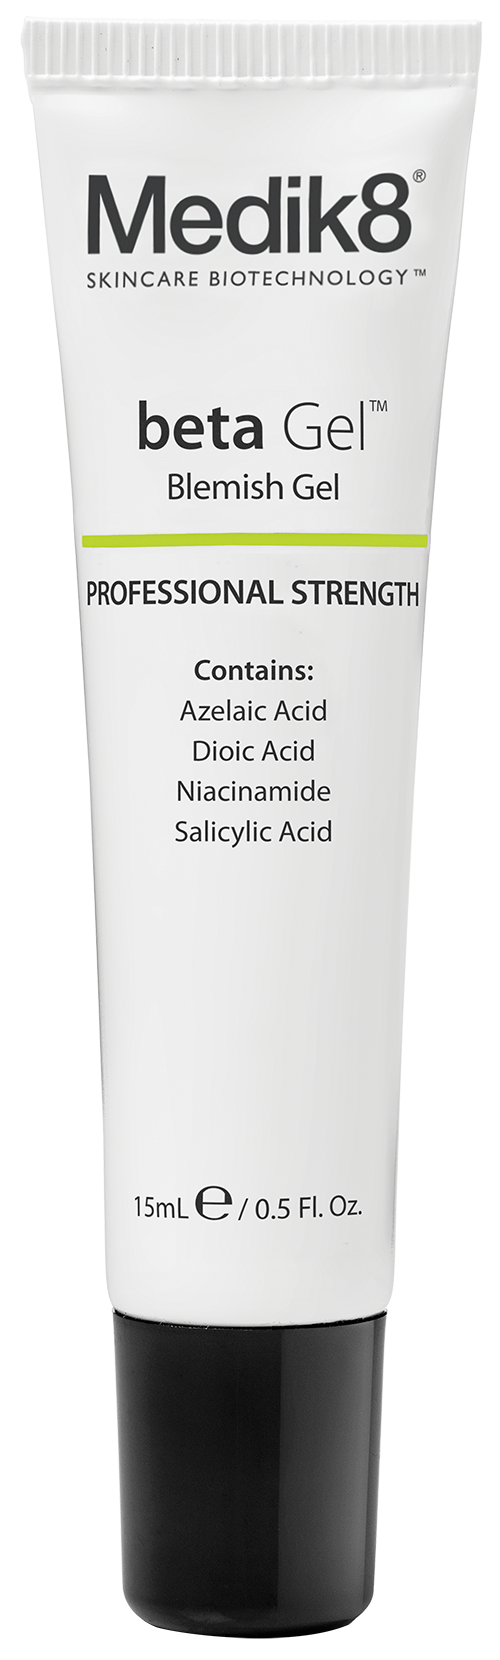 Medik8®
SKINCARE BIOTECHNOLOGY™
beta Gel™
Blemish Gel
PROFESSIONAL STRENGTH
Contains:
Azelaic Acid
Dioic Acid
Niacinamide
Salicylic Acid
15mL ℮ / 0.5 Fl. Oz.